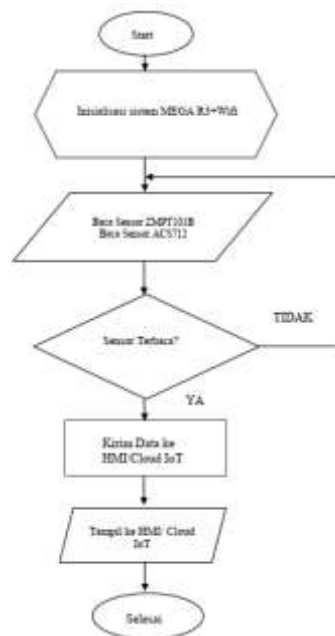 Start
Inisialisasi sistem MEGA R3+Wifi
Baca Sensor ZMPT101B
Baca Sensor ACS712
Sensor Terbaca?
TIDAK
YA
Kirim Data ke
HMI/Cloud IoT
Tampil ke HMI/ Cloud
IoT
Selesai